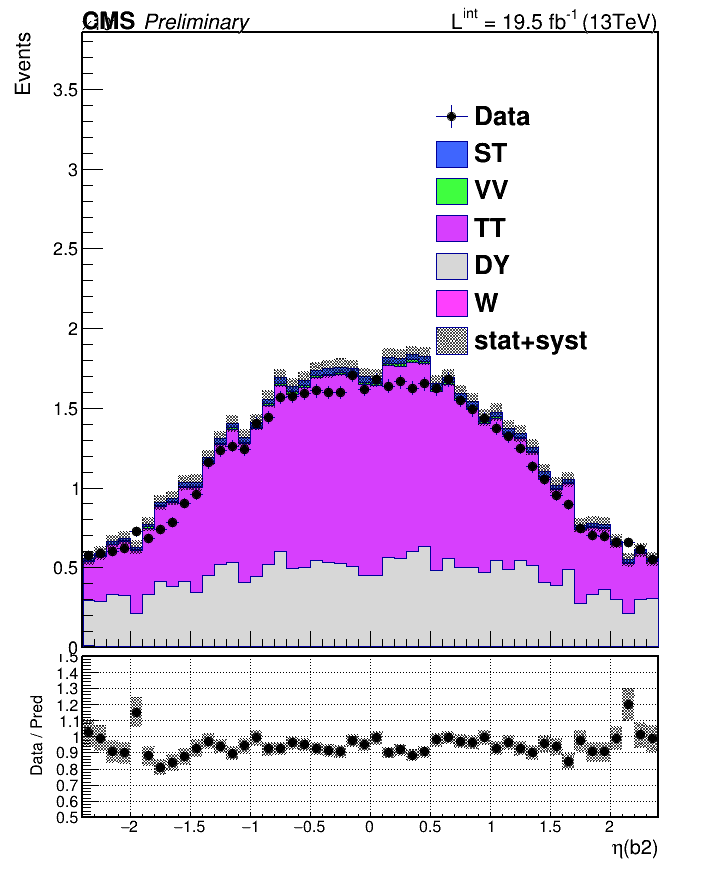 CMS Preliminary L^int = 19.5 fb^-1 (13TeV)
Events
3.5
3
2.5
2
1.5
1
0.5
0
Data
ST
VV
TT
DY
W
stat+syst
Data / Pred
1.5
1.4
1.3
1.2
1.1
1
0.9
0.8
0.7
0.6
0.5
−2 −1.5 −1 −0.5 0 0.5 1 1.5 2
η(b2)